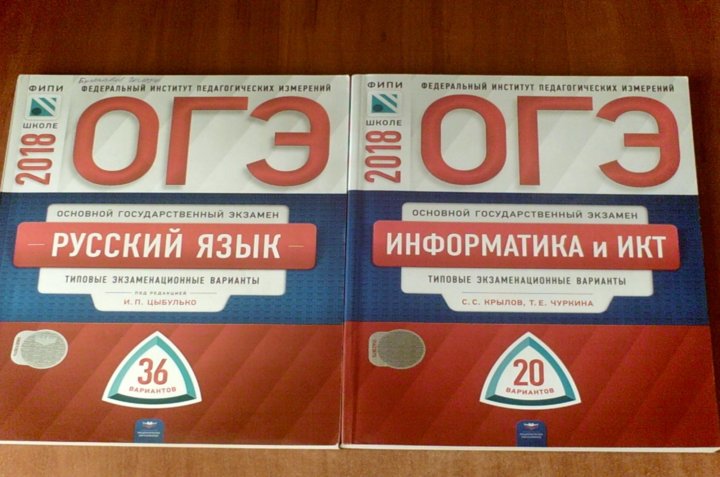 ФИПИ
ШКОЛЕ
2018
ФЕДЕРАЛЬНЫЙ ИНСТИТУТ ПЕДАГОГИЧЕСКИХ ИЗМЕРЕНИЙ
ОГЭ
ОСНОВНОЙ ГОСУДАРСТВЕННЫЙ ЭКЗАМЕН
РУССКИЙ ЯЗЫК
ТИПОВЫЕ ЭКЗАМЕНАЦИОННЫЕ ВАРИАНТЫ
ПОД РЕДАКЦИЕЙ
И. П. ЦЫБУЛЬКО
36
ВАРИАНТОВ
ФИПИ
ШКОЛЕ
2018
ФЕДЕРАЛЬНЫЙ ИНСТИТУТ ПЕДАГОГИЧЕСКИХ ИЗМЕРЕНИЙ
ОГЭ
ОСНОВНОЙ ГОСУДАРСТВЕННЫЙ ЭКЗАМЕН
ИНФОРМАТИКА и ИКТ
ТИПОВЫЕ ЭКЗАМЕНАЦИОННЫЕ ВАРИАНТЫ
С. С. КРЫЛОВ, Т. Е. ЧУРКИНА
20
ВАРИАНТОВ